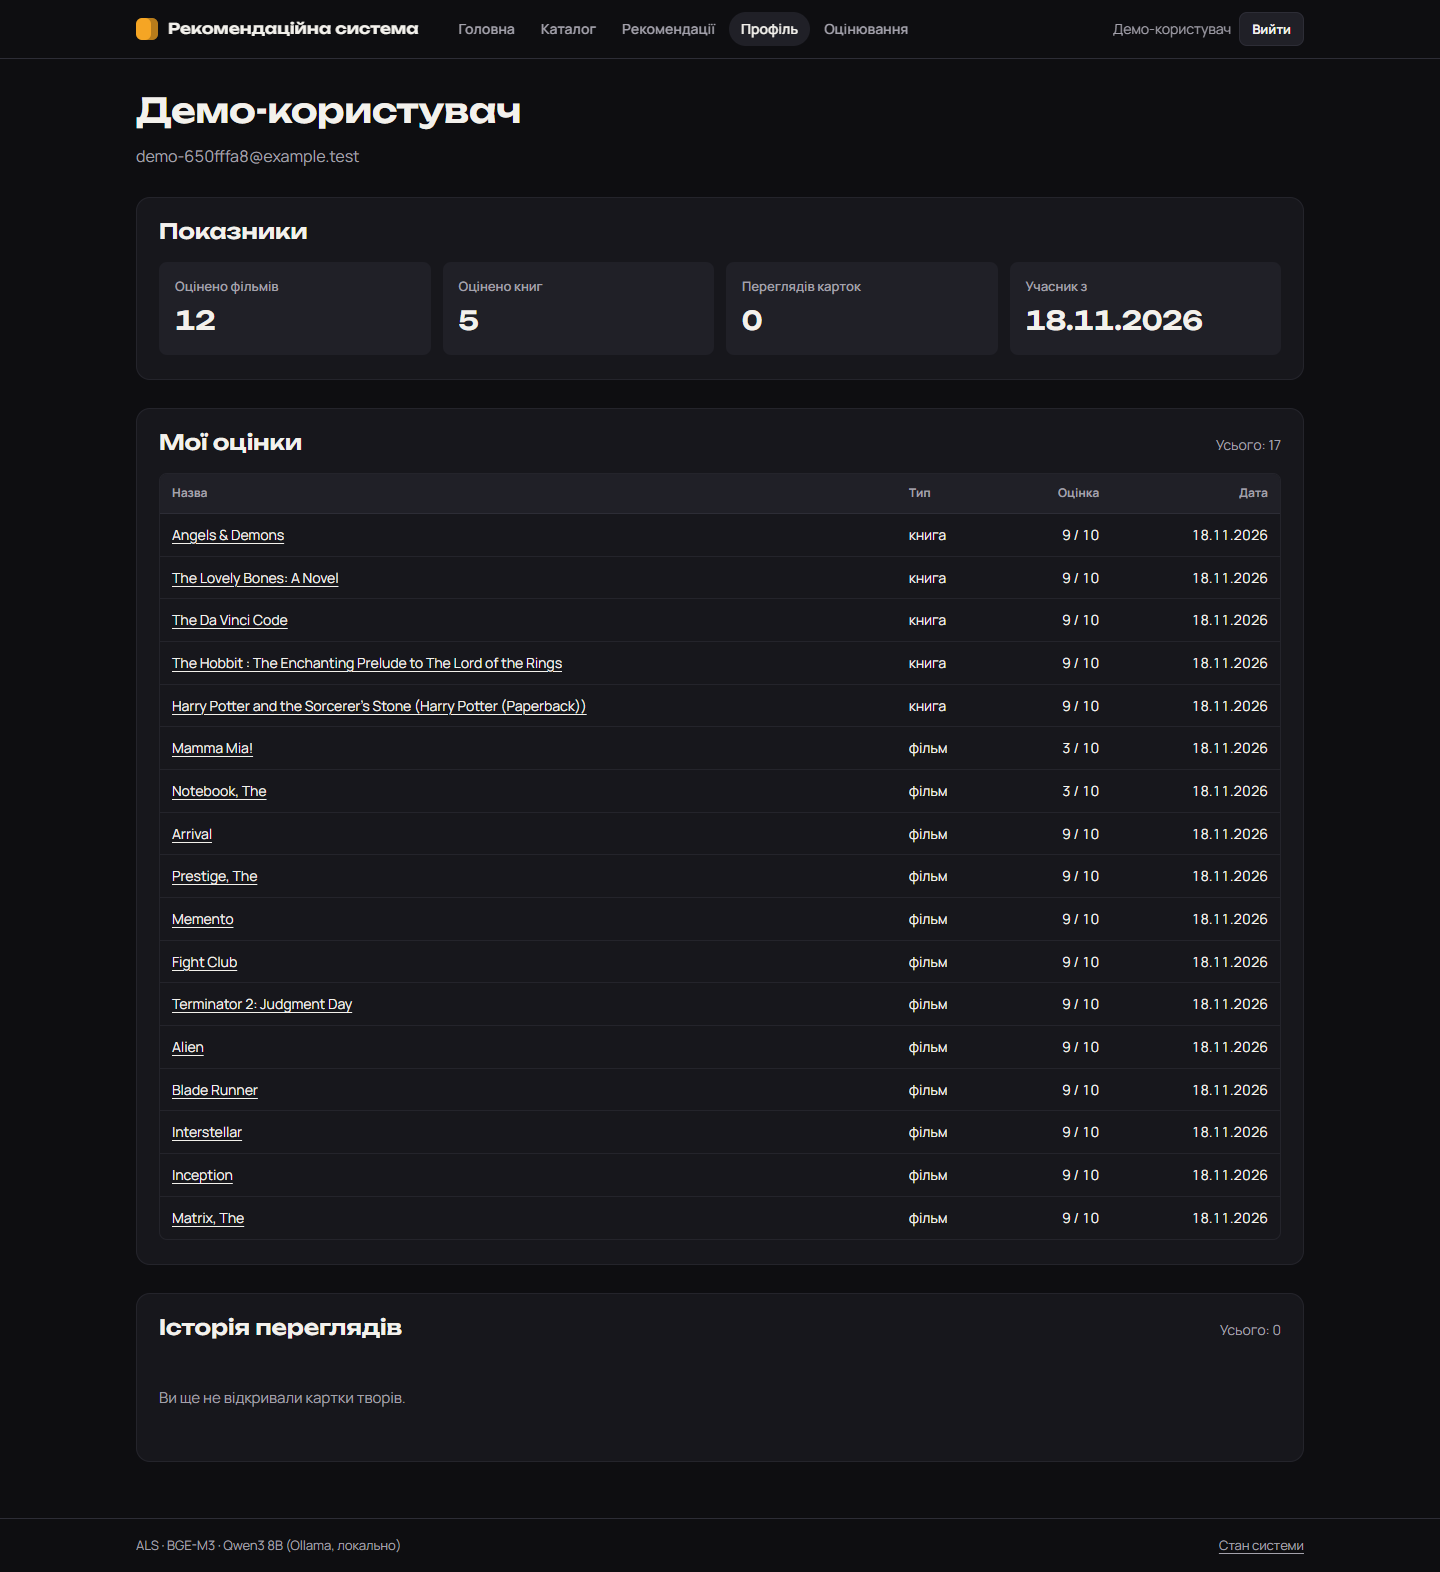 Рекомендаційна система Головна Каталог Рекомендації Профіль Оцінювання Демо-користувач Вийти
Демо-користувач
demo-650fffa8@example.test
Показники
Оцінено фільмів Оцінено книг Переглядів карток Учасник з
12 5 0 18.11.2026
Мої оцінки Усього: 17
Назва Тип Оцінка Дата
Angels & Demons книга 9 / 10 18.11.2026
The Lovely Bones: A Novel книга 9 / 10 18.11.2026
The Da Vinci Code книга 9 / 10 18.11.2026
The Hobbit : The Enchanting Prelude to The Lord of the Rings книга 9 / 10 18.11.2026
Harry Potter and the Sorcerer's Stone (Harry Potter (Paperback)) книга 9 / 10 18.11.2026
Mamma Mia! фільм 3 / 10 18.11.2026
Notebook, The фільм 3 / 10 18.11.2026
Arrival фільм 9 / 10 18.11.2026
Prestige, The фільм 9 / 10 18.11.2026
Memento фільм 9 / 10 18.11.2026
Fight Club фільм 9 / 10 18.11.2026
Terminator 2: Judgment Day фільм 9 / 10 18.11.2026
Alien фільм 9 / 10 18.11.2026
Blade Runner фільм 9 / 10 18.11.2026
Interstellar фільм 9 / 10 18.11.2026
Inception фільм 9 / 10 18.11.2026
Matrix, The фільм 9 / 10 18.11.2026
Історія переглядів Усього: 0
Ви ще не відкривали картки творів.
ALS · BGE-M3 · Qwen3 8B (Ollama, локально) Стан системи